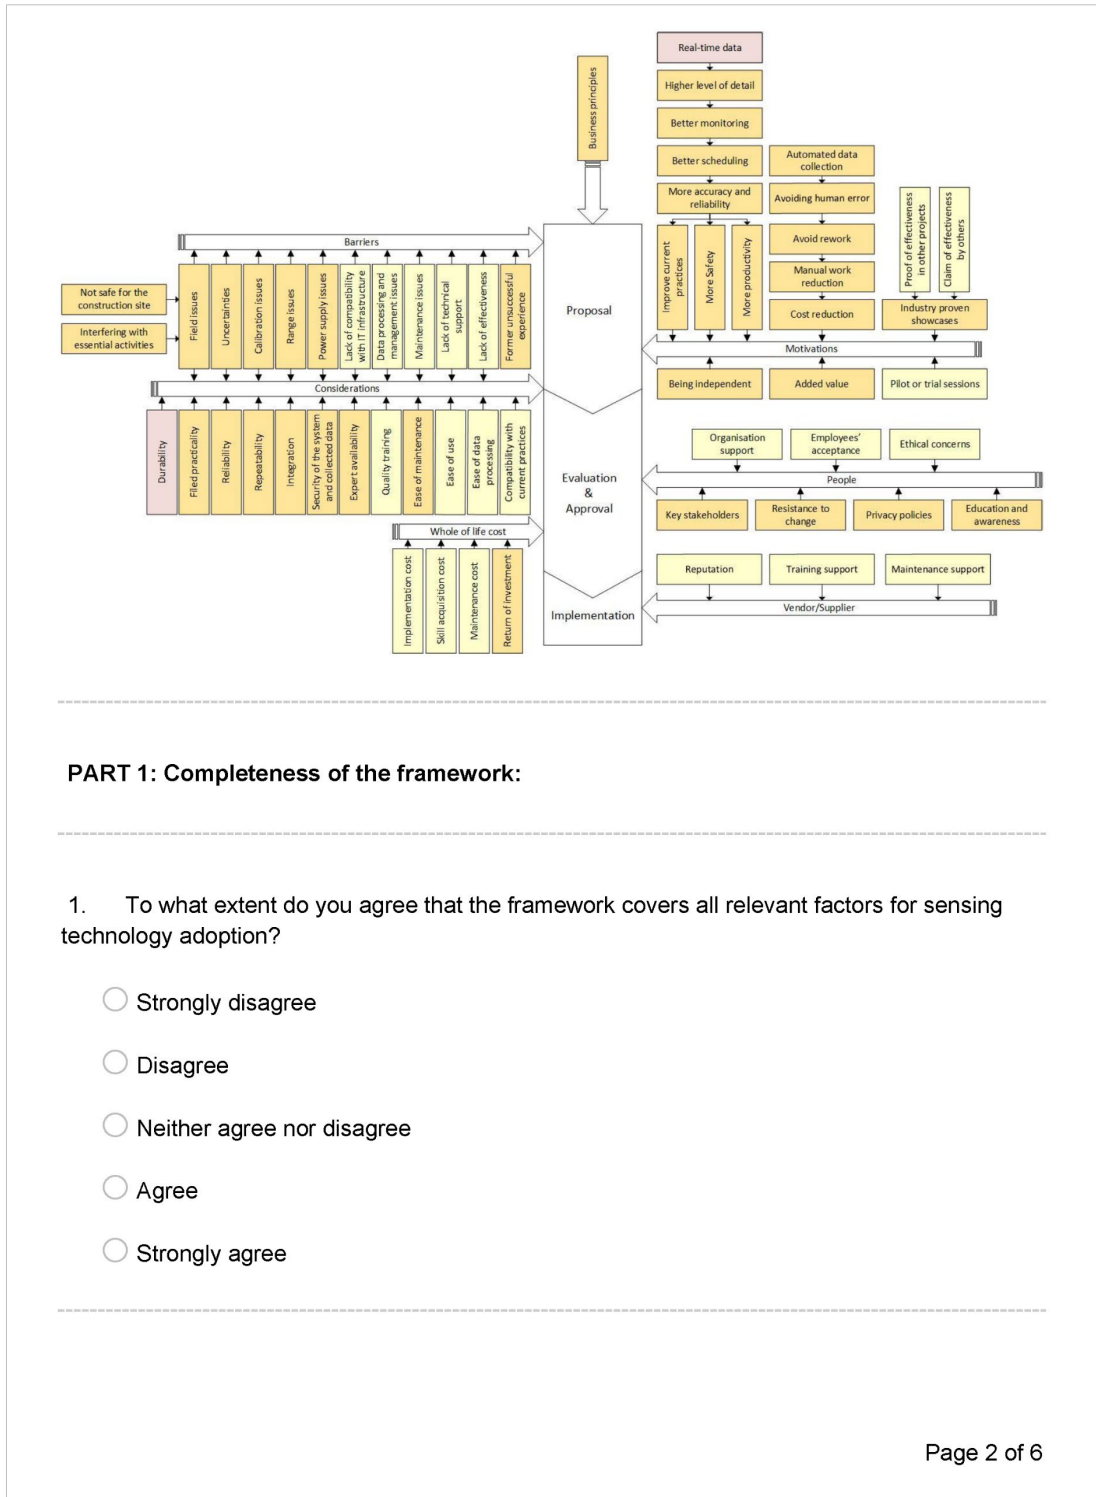 Real-time data
Higher level of detail
Better monitoring
Better scheduling
More accuracy and
reliability
Improve current
practices
More Safety
More productivity
Automated data
collection
Avoiding human error
Avoid rework
Manual work
reduction
Cost reduction
Proof of effectiveness
in other projects
Claim of effectiveness
by others
Industry proven
showcases
Motivations
Being independent
Added value
Pilot or trial sessions
Business principles
Proposal
Evaluation
&
Approval
Implementation
Barriers
Not safe for the
construction site
Interfering with
essential activities
Field issues
Uncertainties
Calibration issues
Range issues
Power supply issues
Lack of compatibility
with IT infrastructure
Data processing and
management issues
Maintenance issues
Lack of technical
support
Lack of effectiveness
Former unsuccessful
experience
Considerations
Durability
Filed practicality
Reliability
Repeatability
Integration
Security of the system
and collected data
Expert availability
Quality training
Ease of maintenance
Ease of use
Ease of data
processing
Compatibility with
current practices
Whole of life cost
Implementation cost
Skill acquisition cost
Maintenance cost
Return of investment
Organisation
support
Employees'
acceptance
Ethical concerns
People
Key stakeholders
Resistance to
change
Privacy policies
Education and
awareness
Reputation
Training support
Maintenance support
Vendor/Supplier
PART 1: Completeness of the framework:
1. To what extent do you agree that the framework covers all relevant factors for sensing
technology adoption?
Strongly disagree
Disagree
Neither agree nor disagree
Agree
Strongly agree
Page 2 of 6